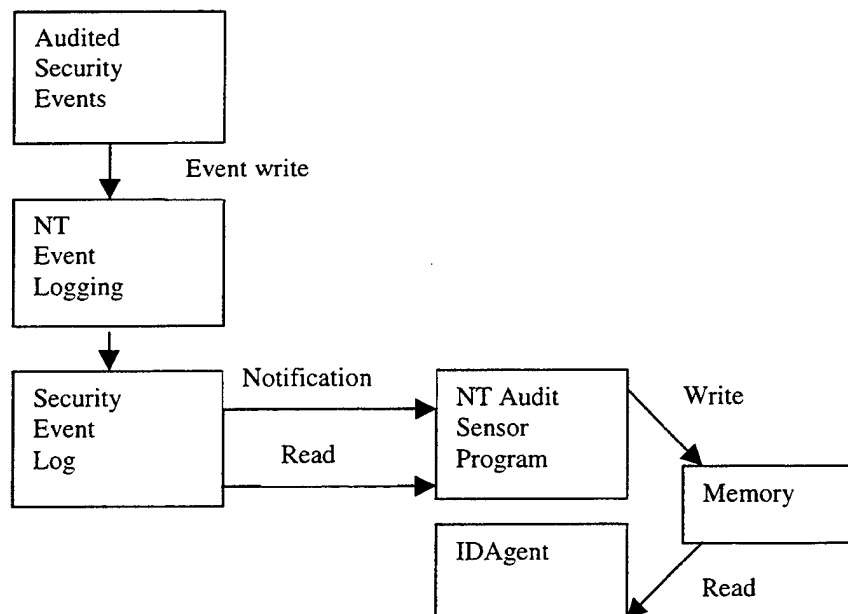 Audited
Security
Events
Event write
NT
Event
Logging
Security
Event
Log
Notification
Read
NT Audit
Sensor
Program
Write
Memory
IDAgent
Read